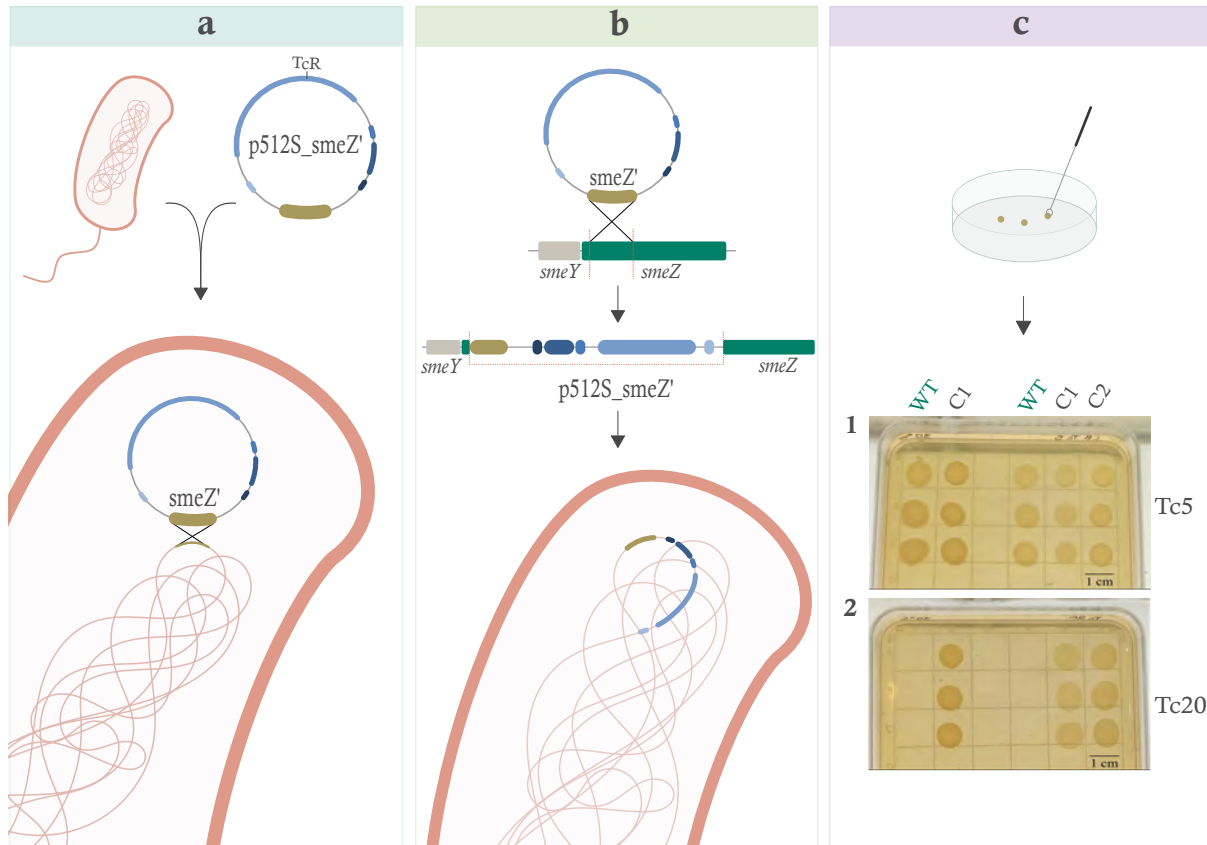 a
TcR
p512S_smeZ'
smeZ'
b
smeZ'
smeY smeZ
smeY smeZ
p512S_smeZ'
c
WT C1 WT C1 C2
1
Tc5
1 cm
2
Tc20
1 cm